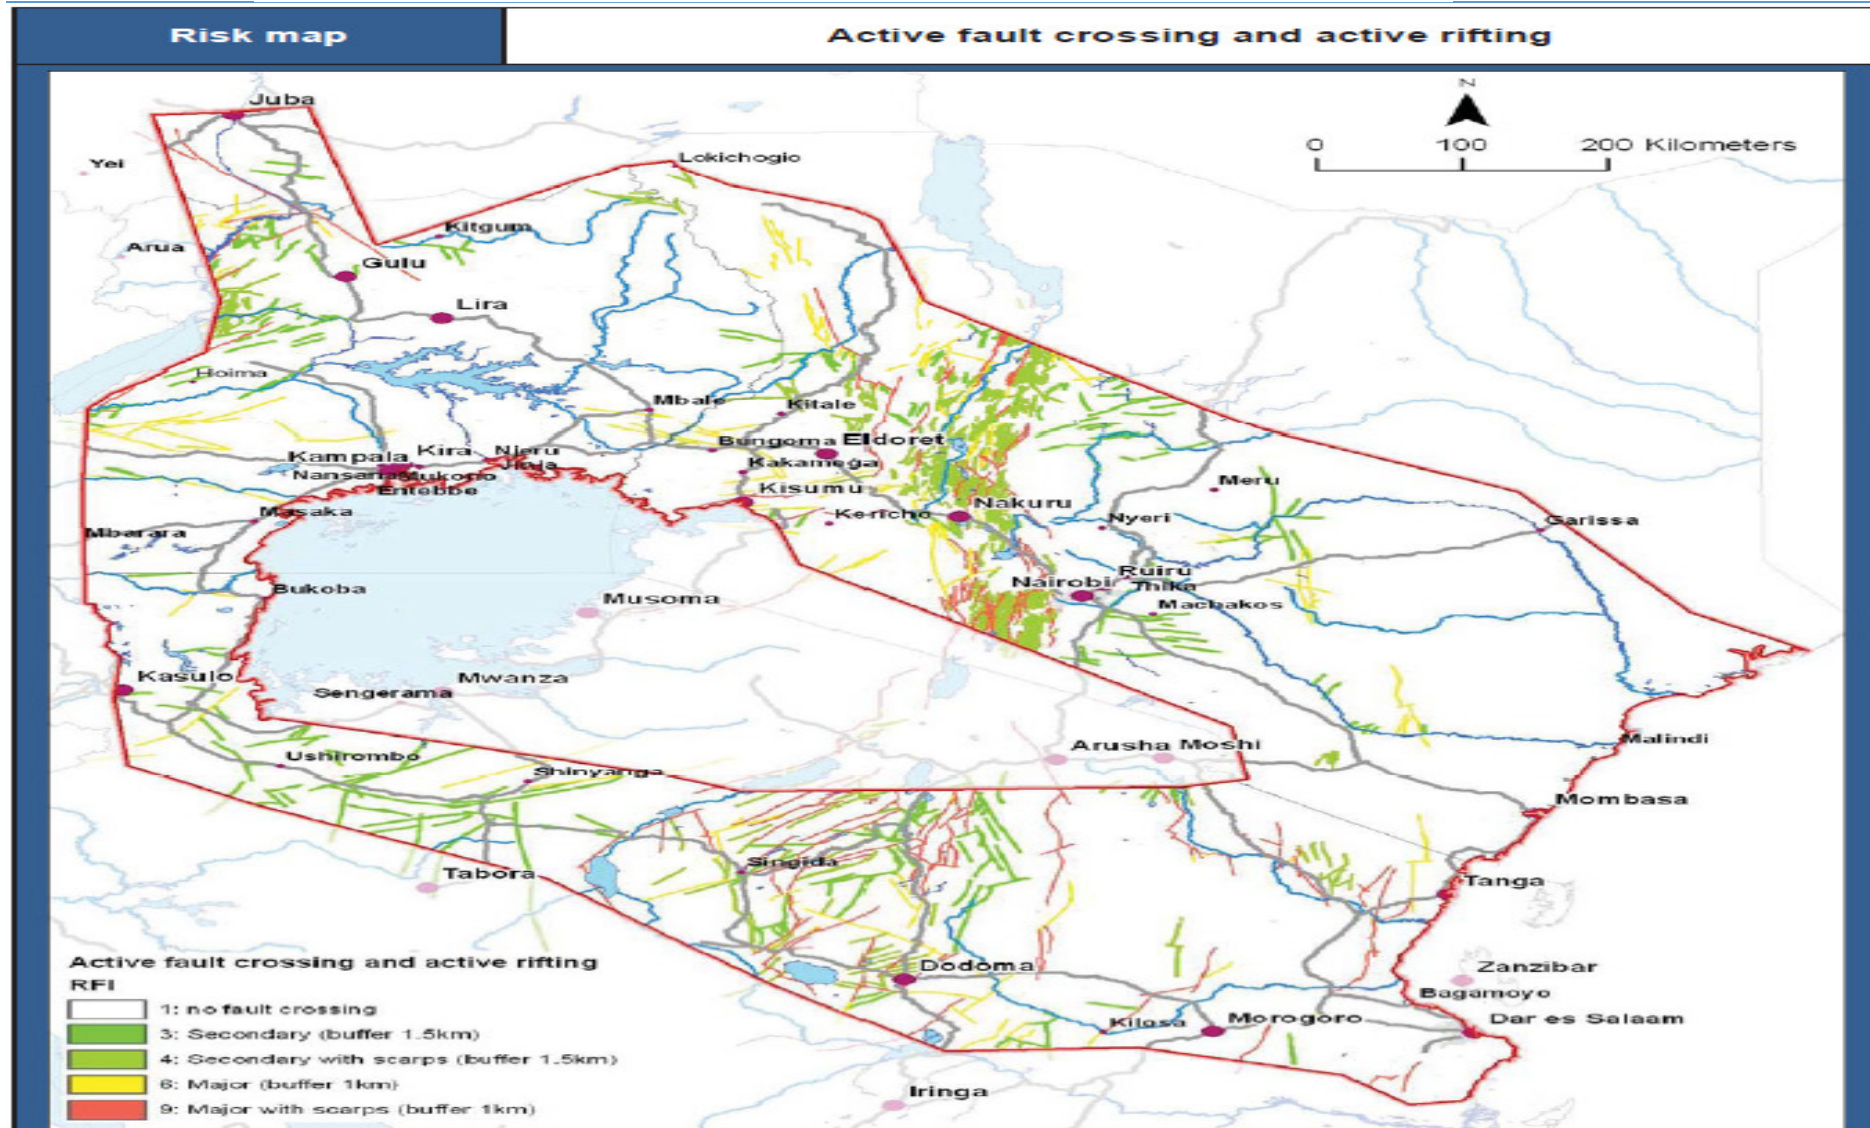 Risk map
Active fault crossing and active rifting
N
0 100 200 Kilometers
Juba
Yei
Lokichogio
Arua
Kitgum
Gulu
Lira
Hoima
Mbale
Kitale
Bungoma
Eldoret
Kampala
Kira
Njeru
Jinja
Nansana
Mukono
Kakamega
Entebbe
Kisumu
Meru
Masaka
Kericho
Nakuru
Nyeri
Garissa
Mbarara
Bukoba
Nairobi
Ruiru
Thika
Machakos
Musoma
Kasulo
Mwanza
Sengerama
Arusha
Moshi
Malindi
Ushirombo
Shinyanga
Mombasa
Singida
Tabora
Tanga
Dodoma
Zanzibar
Bagamoyo
Kilosa
Morogoro
Dar es Salaam
Iringa
Active fault crossing and active rifting
RFI
1: no fault crossing
3: Secondary (buffer 1.5km)
4: Secondary with scarps (buffer 1.5km)
6: Major (buffer 1km)
9: Major with scarps (buffer 1km)